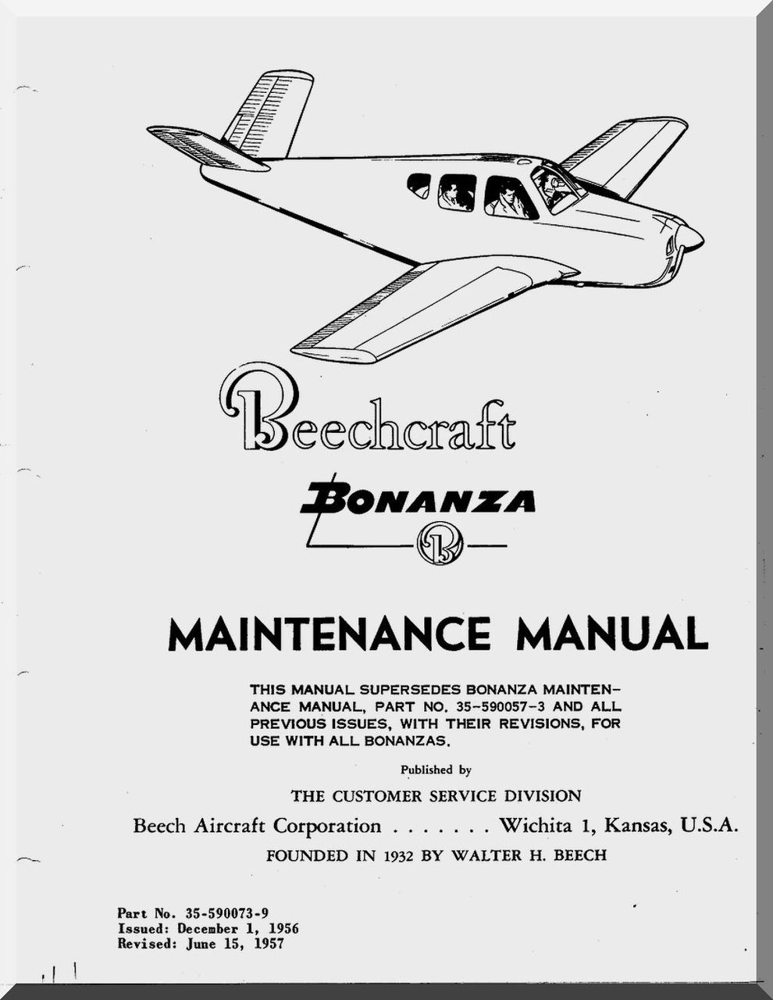 Beechcraft
BONANZA
B
MAINTENANCE MANUAL
THIS MANUAL SUPERSEDES BONANZA MAINTEN-
ANCE MANUAL, PART NO. 35-590057-3 AND ALL
PREVIOUS ISSUES, WITH THEIR REVISIONS, FOR
USE WITH ALL BONANZAS.
Published by
THE CUSTOMER SERVICE DIVISION
Beech Aircraft Corporation . . . . . . . Wichita 1, Kansas, U.S.A.
FOUNDED IN 1932 BY WALTER H. BEECH
Part No. 35-590073-9
Issued: December 1, 1956
Revised: June 15, 1957